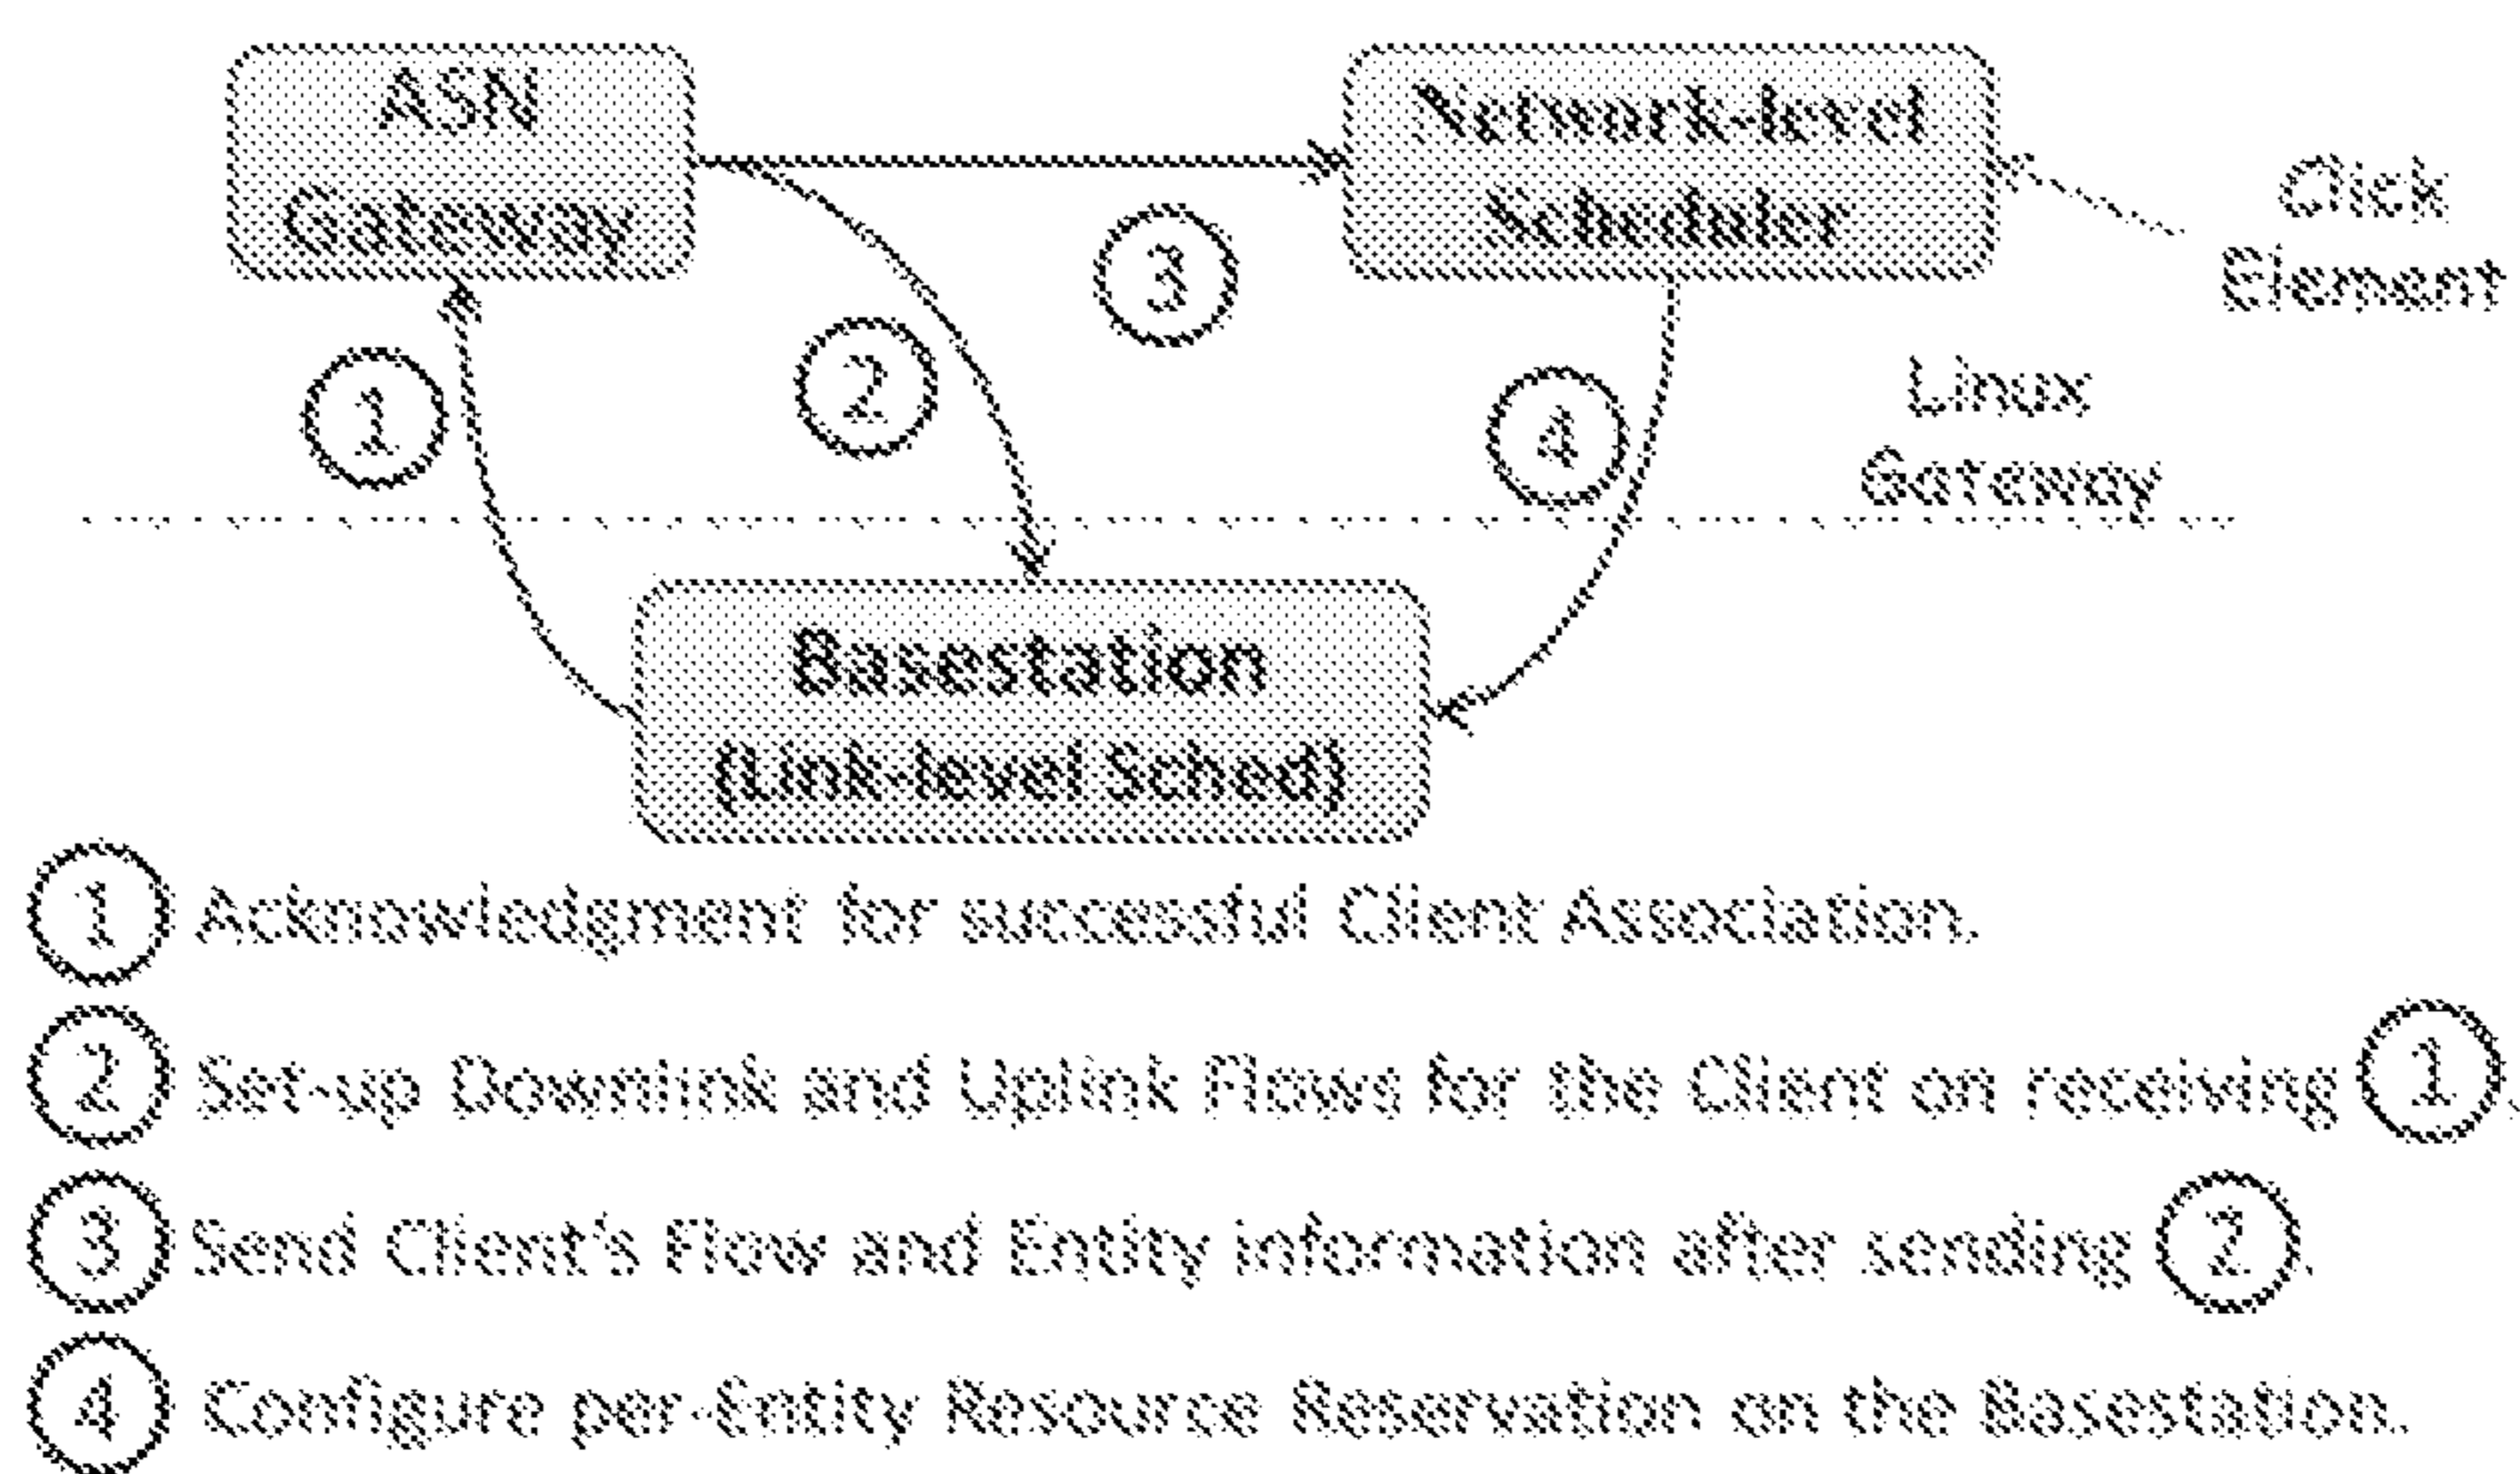 ASN
Gateway
Network-level
Scheduler
Click
Element
3
2
1
4
Linux
Gateway
Basestation
(Link-level Sched)
1 Acknowledgment for successful Client Association.
2 Set-up Downlink and Uplink Flows for the Client on receiving 1.
3 Send Client's Flow and Entity information after sending 2.
4 Configure per-Entity Resource Reservation on the Basestation.